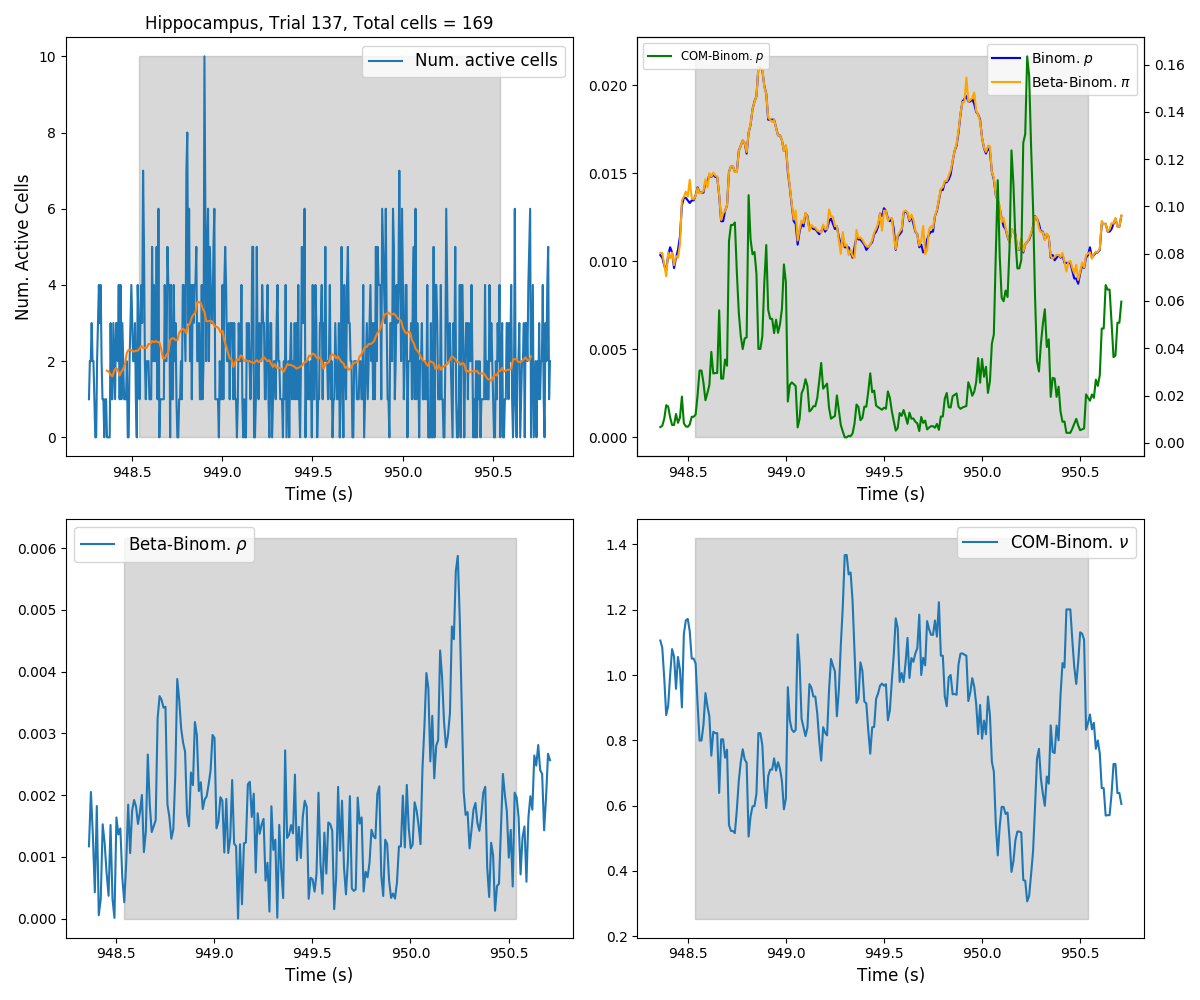 Hippocampus, Trial 137, Total cells = 169
Num. active cells
Num. Active Cells
10
8
6
4
2
0
948.5 949.0 949.5 950.0 950.5
Time (s)
COM-Binom. p
Binom. p
Beta-Binom. π
0.020
0.015
0.010
0.005
0.000
0.16
0.14
0.12
0.10
0.08
0.06
0.04
0.02
0.00
948.5 949.0 949.5 950.0 950.5
Time (s)
Beta-Binom. ρ
0.006
0.005
0.004
0.003
0.002
0.001
0.000
948.5 949.0 949.5 950.0 950.5
Time (s)
COM-Binom. ν
1.4
1.2
1.0
0.8
0.6
0.4
0.2
948.5 949.0 949.5 950.0 950.5
Time (s)